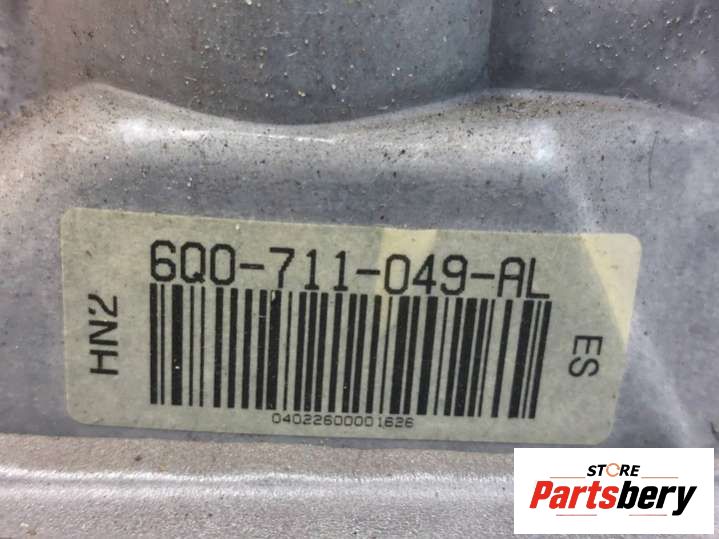 6Q0-711-049-AL
HN2
ES
04022600001626
STORE
Partsbery